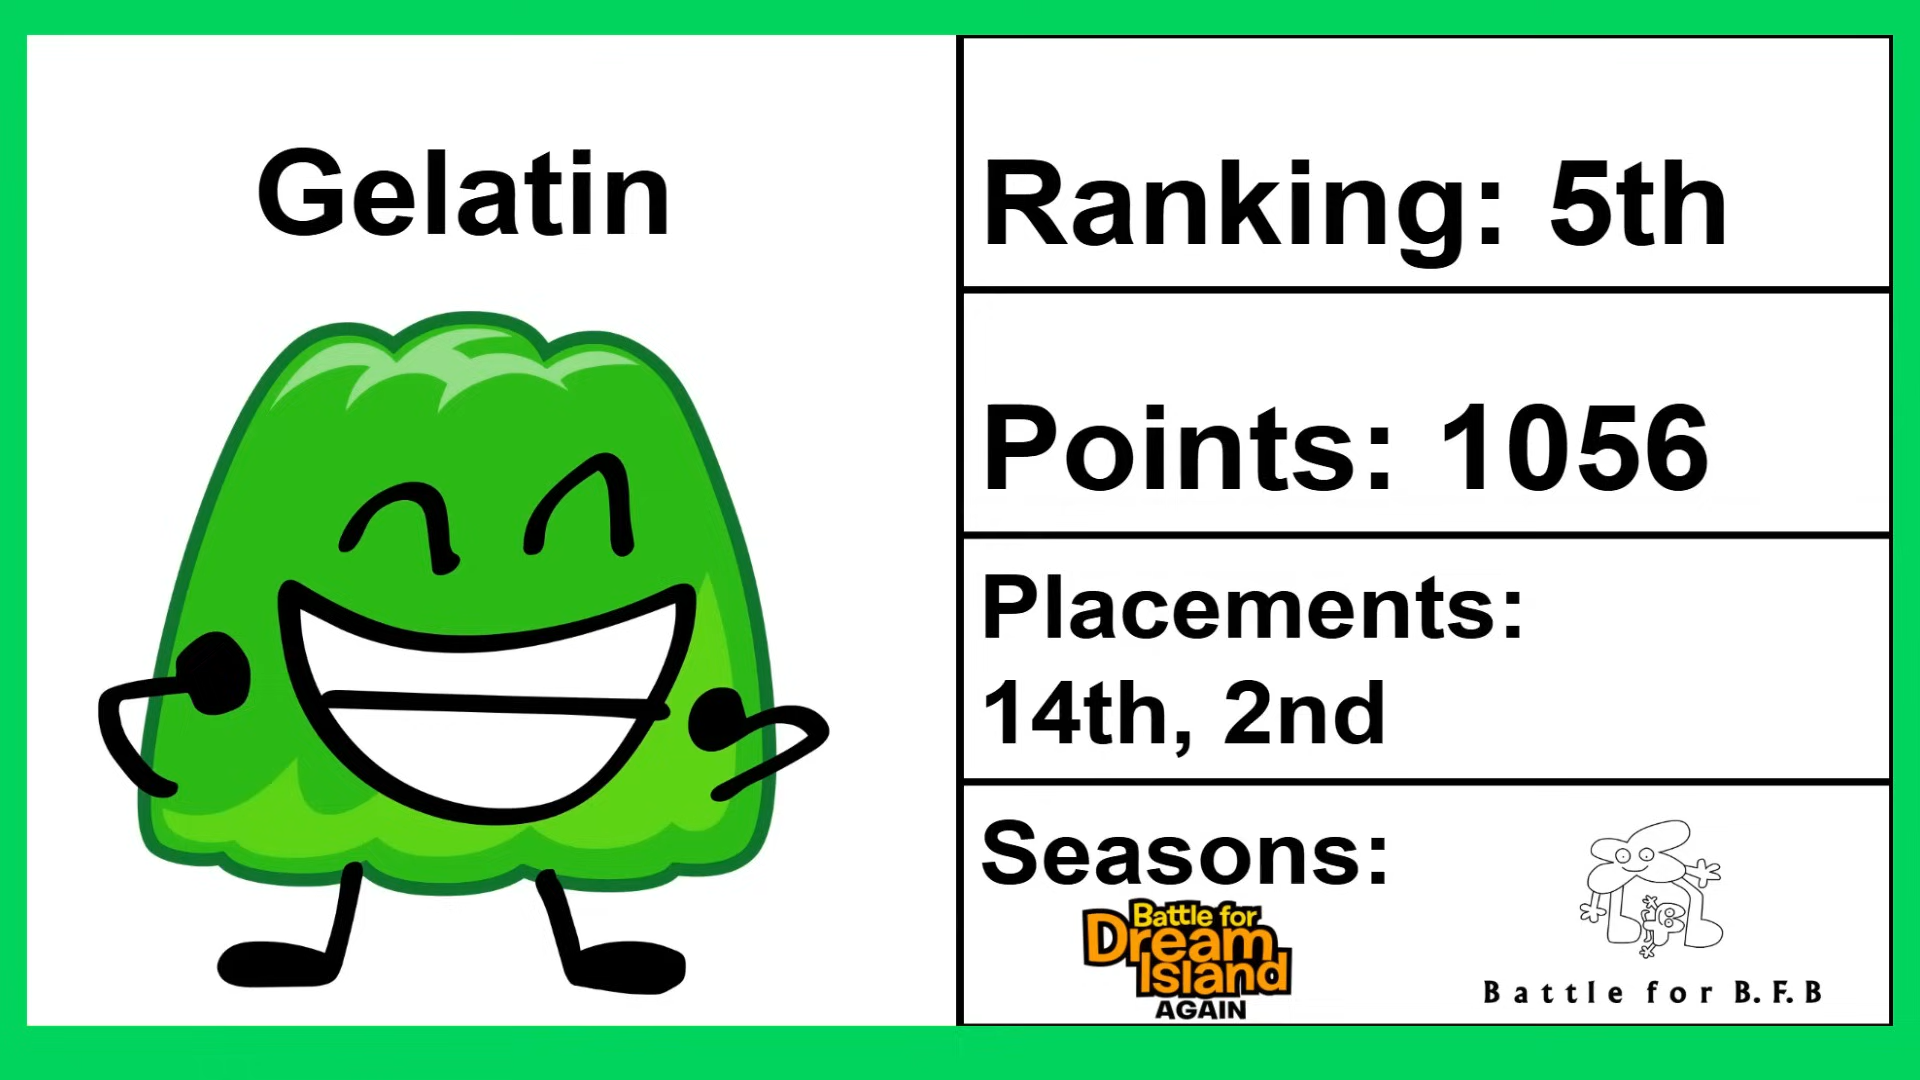 Gelatin
Ranking: 5th
Points: 1056
Placements:
14th, 2nd
Seasons:
Battle for
Dream
Island
AGAIN
Battle for B. F. B